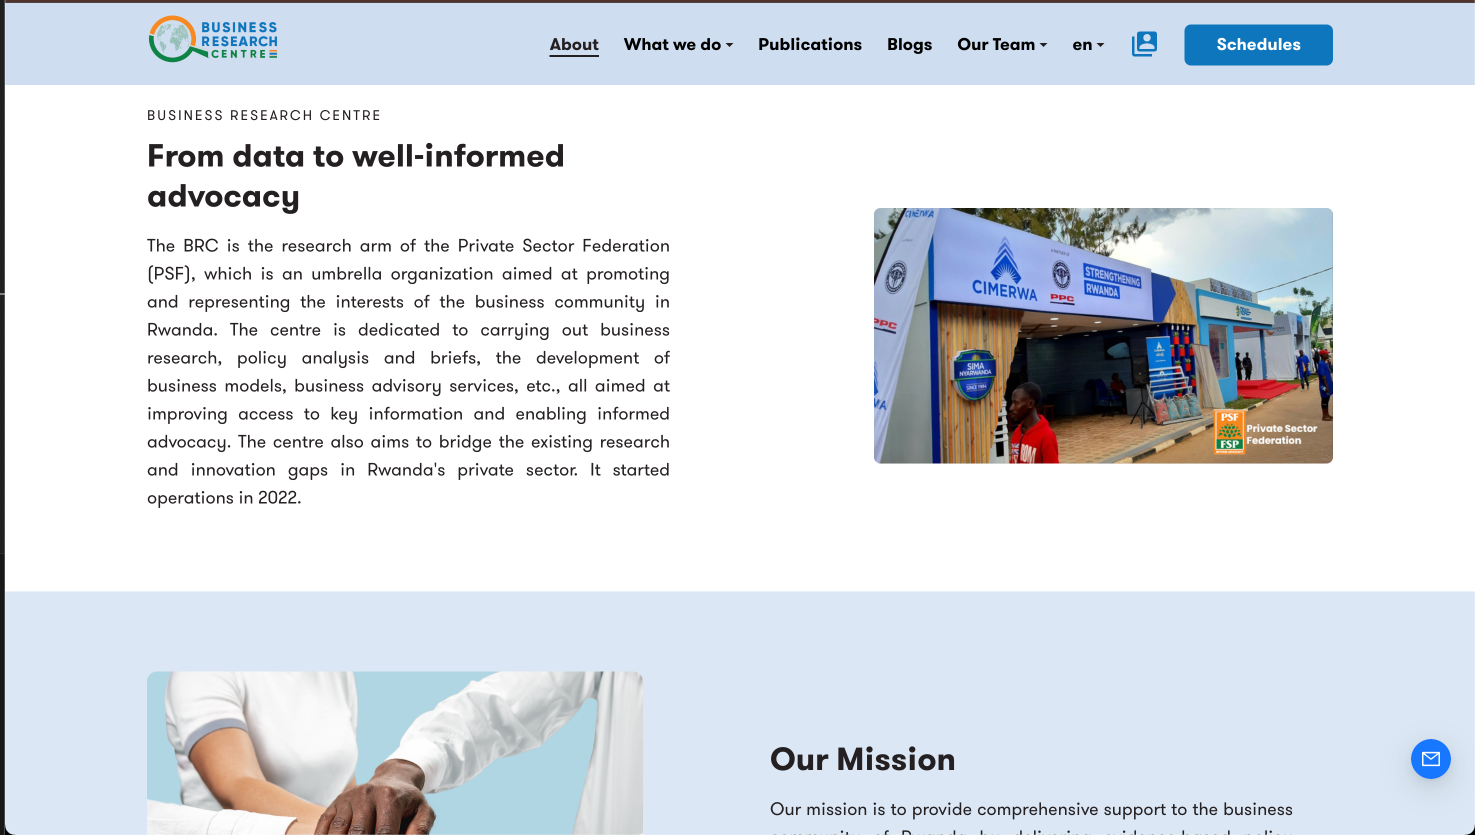 BUSINESS
RESEARCH
CENTRE
About What we do Publications Blogs Our Team en Schedules
BUSINESS RESEARCH CENTRE
From data to well-informed
advocacy
The BRC is the research arm of the Private Sector Federation
(PSF), which is an umbrella organization aimed at promoting
and representing the interests of the business community in
Rwanda. The centre is dedicated to carrying out business
research, policy analysis and briefs, the development of
business models, business advisory services, etc., all aimed at
improving access to key information and enabling informed
advocacy. The centre also aims to bridge the existing research
and innovation gaps in Rwanda's private sector. It started
operations in 2022.
CIMERWA
PPC
STRENGTHENING
RWANDA
PPC
SIMA
NYARWANDA
SINCE 1984
PSF
FSP
Private Sector
Federation
Our Mission
Our mission is to provide comprehensive support to the business